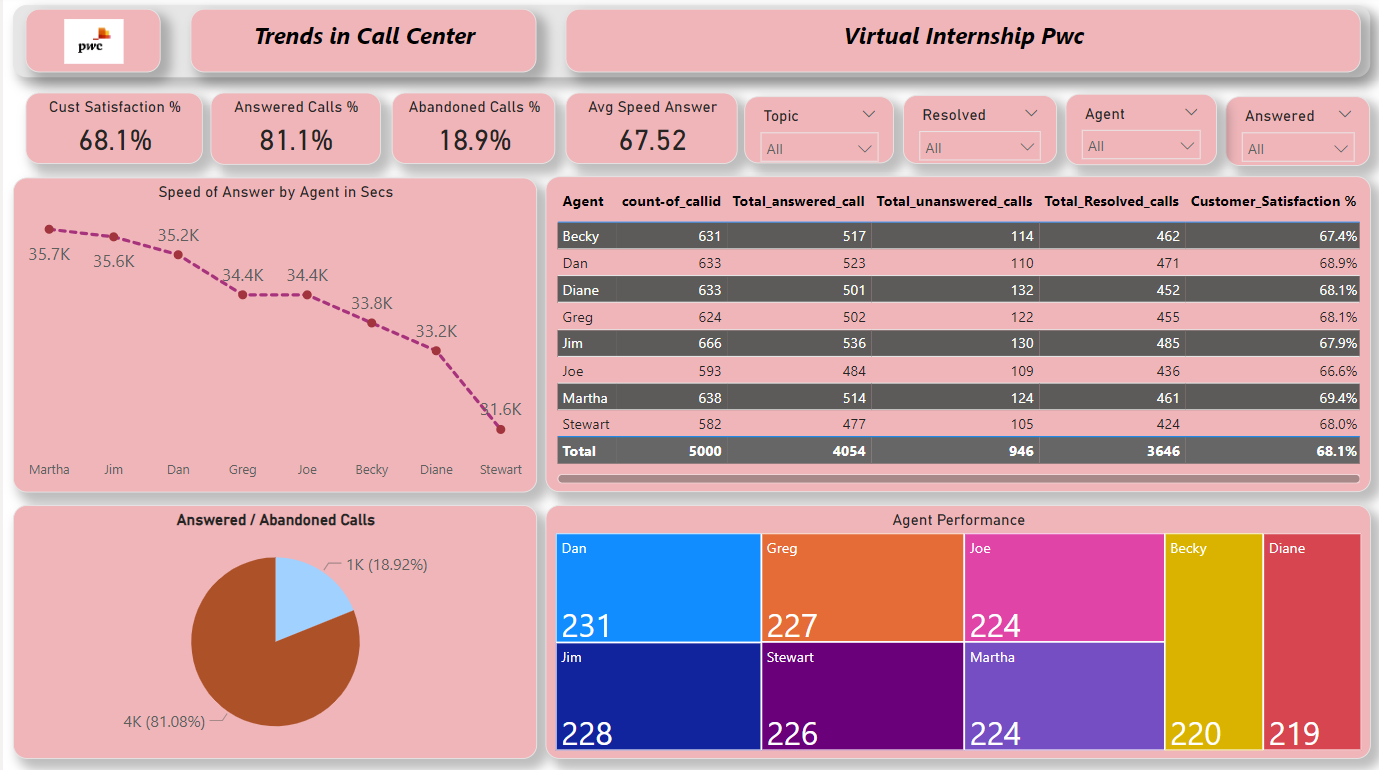 pwc
Trends in Call Center
Virtual Internship Pwc
Cust Satisfaction %
68.1%
Answered Calls %
81.1%
Abandoned Calls %
18.9%
Avg Speed Answer
67.52
Topic
All
Resolved
All
Agent
All
Answered
All
Speed of Answer by Agent in Secs
35.7K
35.6K
35.2K
34.4K
34.4K
33.8K
33.2K
31.6K
Martha Jim Dan Greg Joe Becky Diane Stewart
Agent count-of_callid Total_answered_call Total_unanswered_calls Total_Resolved_calls Customer_Satisfaction %
Becky 631 517 114 462 67.4%
Dan 633 523 110 471 68.9%
Diane 633 501 132 452 68.1%
Greg 624 502 122 455 68.1%
Jim 666 536 130 485 67.9%
Joe 593 484 109 436 66.6%
Martha 638 514 124 461 69.4%
Stewart 582 477 105 424 68.0%
Total 5000 4054 946 3646 68.1%
Answered / Abandoned Calls
1K (18.92%)
4K (81.08%)
Agent Performance
Dan
231
Greg
227
Joe
224
Becky
220
Diane
219
Jim
228
Stewart
226
Martha
224